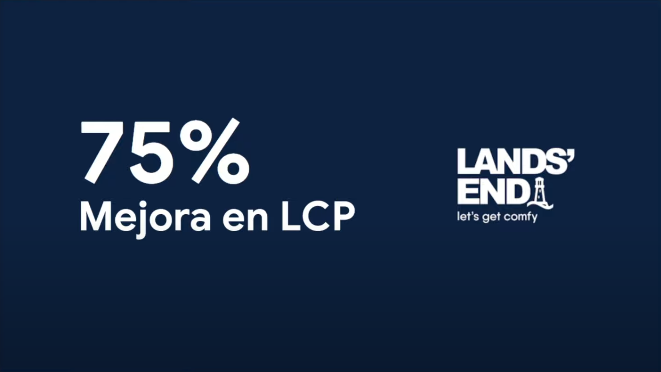 75%
Mejora en LCP
LANDS'
END
let's get comfy